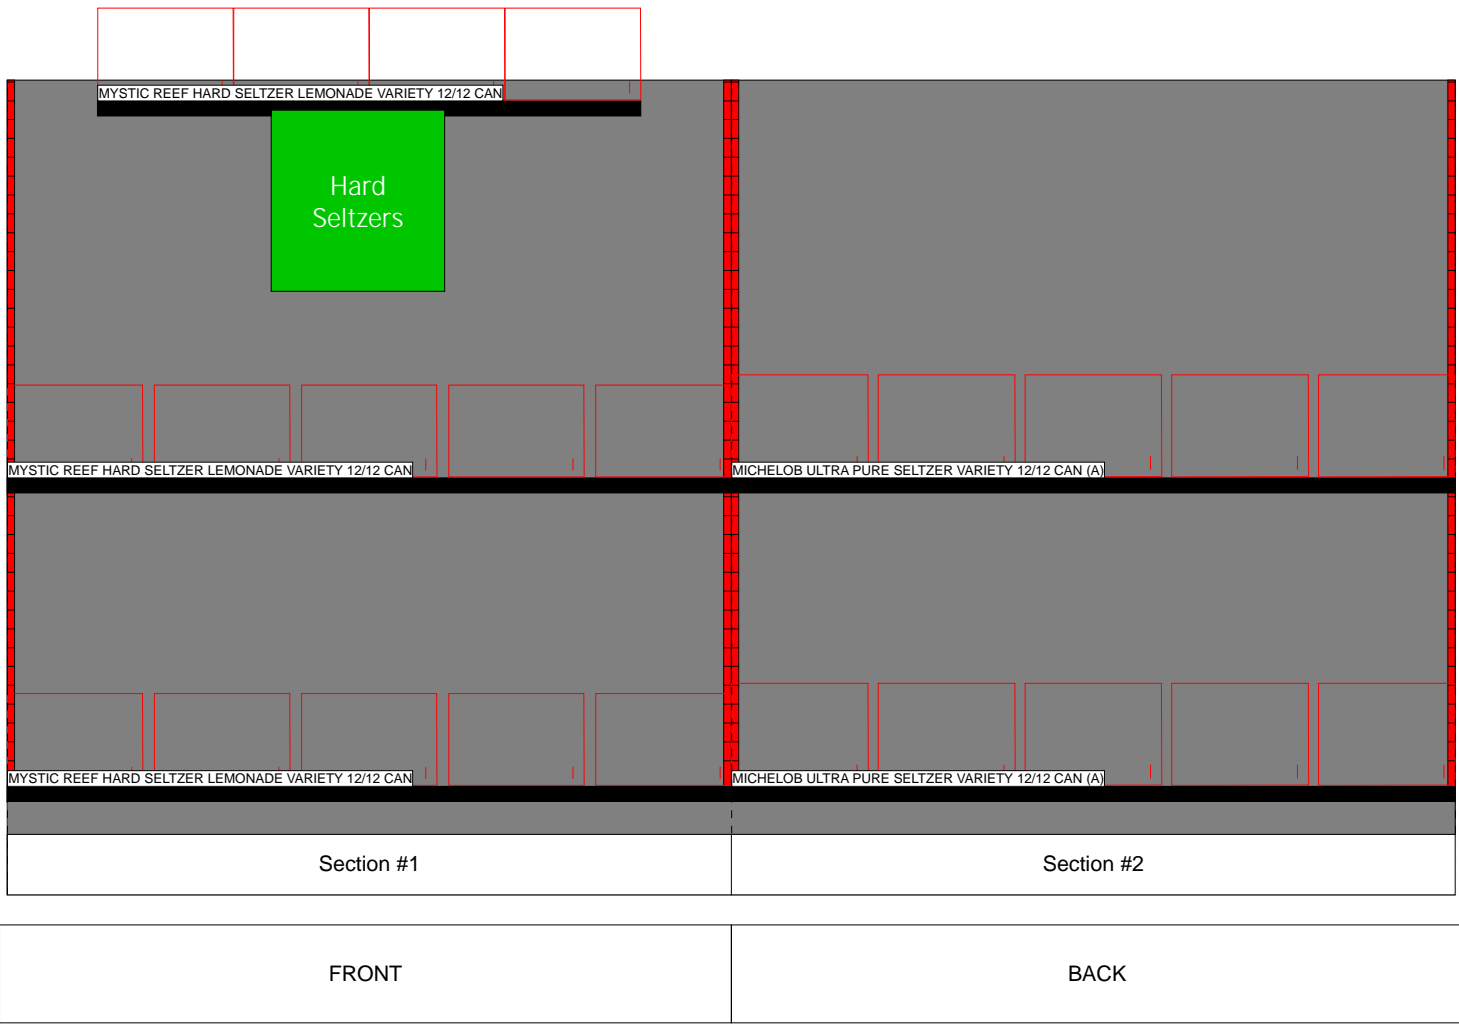 MYSTIC REEF HARD SELTZER LEMONADE VARIETY 12/12 CAN
Hard
Seltzers
MYSTIC REEF HARD SELTZER LEMONADE VARIETY 12/12 CAN
MICHELOB ULTRA PURE SELTZER VARIETY 12/12 CAN (A)
MYSTIC REEF HARD SELTZER LEMONADE VARIETY 12/12 CAN
MICHELOB ULTRA PURE SELTZER VARIETY 12/12 CAN (A)
Section #1
Section #2
FRONT
BACK